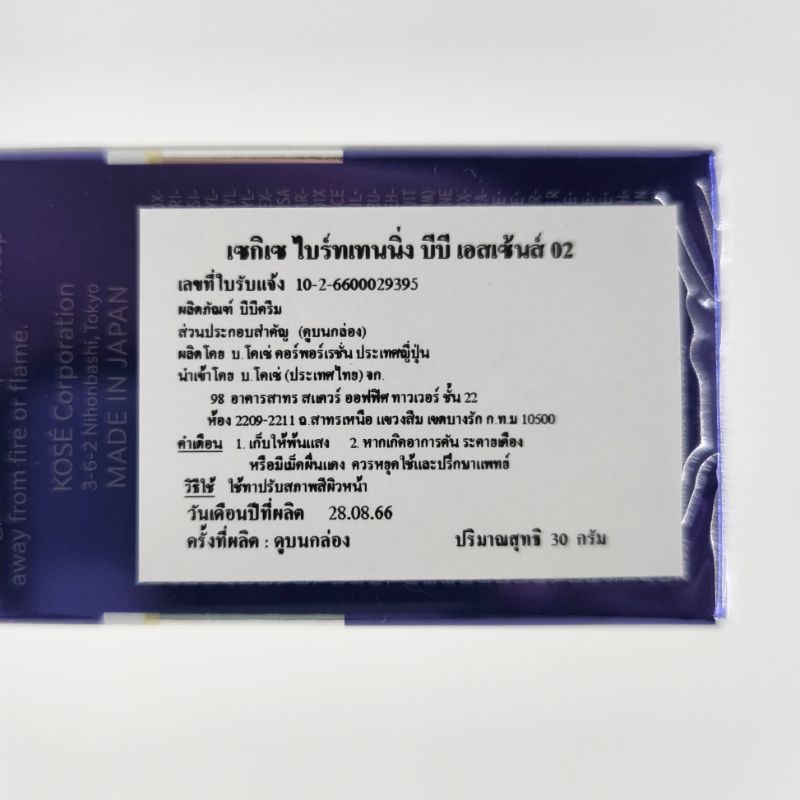 เซกิเซ ไบร์ทเทนนิ่ง บีบี เอสเซ้นส์ 02
เลขที่ใบรับแจ้ง 10-2-6600029395
ผลิตภัณฑ์ บีบีครีม
ส่วนประกอบสำคัญ (ดูบนกล่อง)
ผลิตโดย บ.โคเซ่ คอร์พอร์เรชั่น ประเทศญี่ปุ่น
นำเข้าโดย บ.โคเซ่ (ประเทศไทย) จก.
98 อาคารสาทร สแควร์ ออฟฟิศ ทาวเวอร์ ชั้น 22
ห้อง 2209-2211 ถ.สาทรเหนือ แขวงสีม เขตบางรัก ก.ท.ม 10500
คำเตือน 1. เก็บให้พ้นแสง 2. หากเกิดอาการคัน ระคายเคือง
หรือมีเม็ดผื่นแดง ควรหยุดใช้และปรึกษาแพทย์
วิธีใช้ ใช้ทาปรับสภาพสีผิวหน้า
วันเดือนปีที่ผลิต 28.08.66
ครั้งที่ผลิต : ดูบนกล่อง ปริมาณสุทธิ 30 กรัม
away from fire or flame.
KOSÉ Corporation
3-6-2 Nihonbashi, Tokyo
MADE IN JAPAN